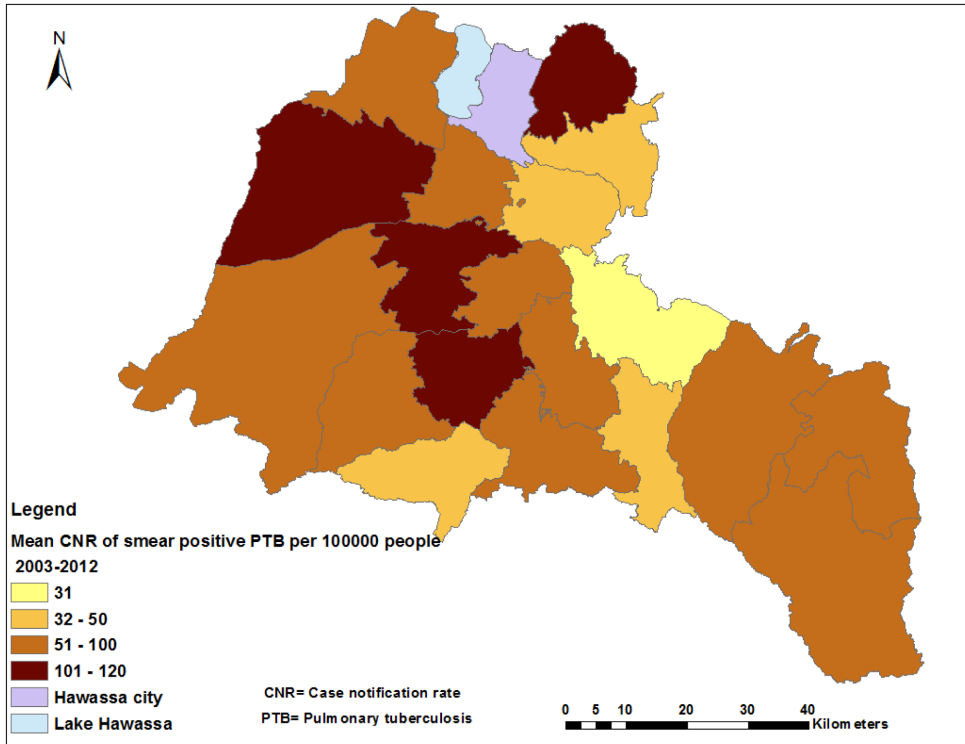 N
Legend
Mean CNR of smear positive PTB per 100000 people
2003-2012
31
32 - 50
51 - 100
101 - 120
Hawassa city
Lake Hawassa
CNR= Case notification rate
PTB= Pulmonary tuberculosis
0 5 10 20 30 40
Kilometers